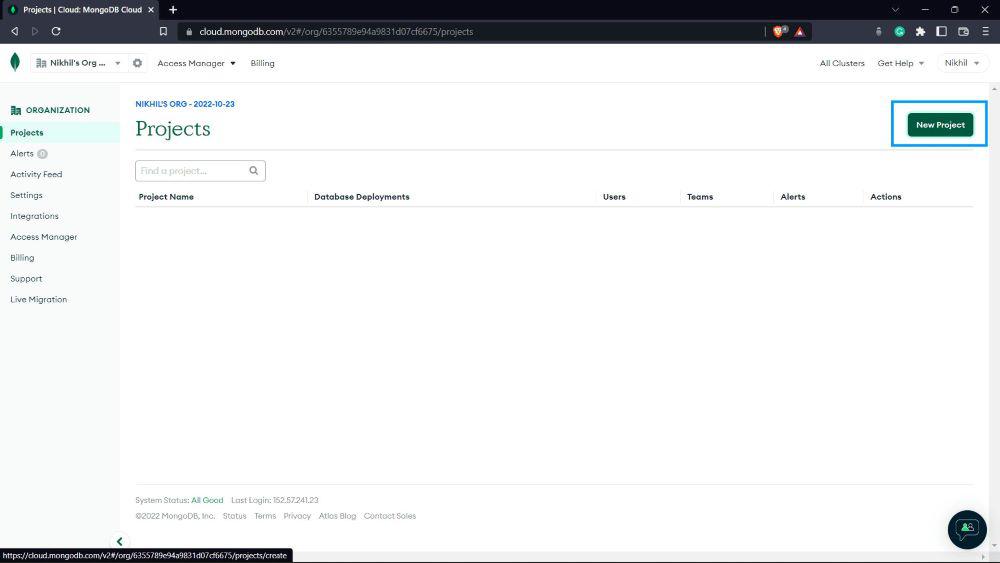 Projects | Cloud: MongoDB Cloud
cloud.mongodb.com/v2#/org/6355789e94a9831d07cf6675/projects
4
Nikhil's Org ... Access Manager Billing All Clusters Get Help Nikhil
ORGANIZATION
Projects
Alerts 0
Activity Feed
Settings
Integrations
Access Manager
Billing
Support
Live Migration
NIKHIL'S ORG - 2022-10-23
Projects
New Project
Find a project...
Project Name Database Deployments Users Teams Alerts Actions
System Status: All Good Last Login: 152.57.241.23
©2022 MongoDB, Inc. Status Terms Privacy Atlas Blog Contact Sales
https://cloud.mongodb.com/v2#/org/6355789e94a9831d07cf6675/projects/create